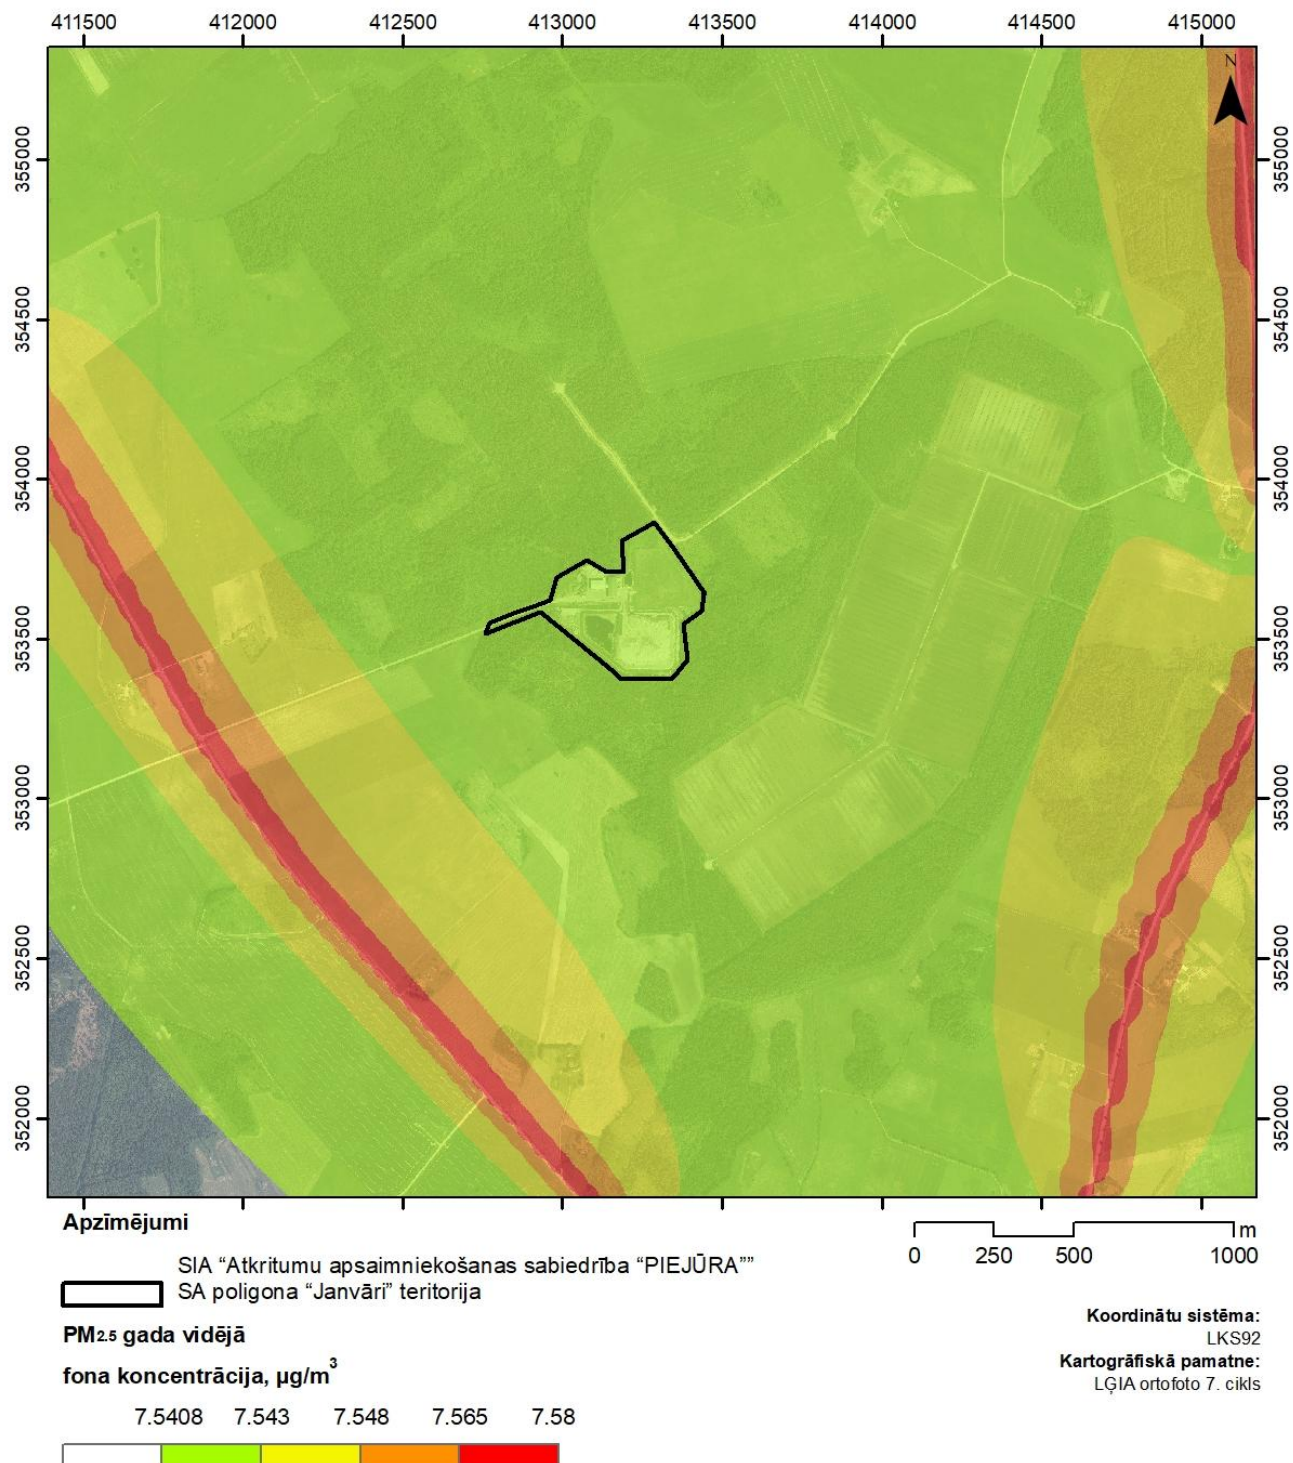 411500 412000 412500 413000 413500 414000 414500 415000
N
355000 355000
354500 354500
354000 354000
353500 353500
353000 353000
352500 352500
352000 352000
Apzīmējumi
SIA “Atkritumu apsaimniekošanas sabiedrība “PIEJŪRA””
SA poligona “Janvāri” teritorija
m
0 250 500 1000
PM2.5 gada vidējā
fona koncentrācija, µg/m³
Koordinātu sistēma:
LKS92
Kartogrāfiskā pamatne:
LĢIA ortofoto 7. cikls
7.5408 7.543 7.548 7.565 7.58